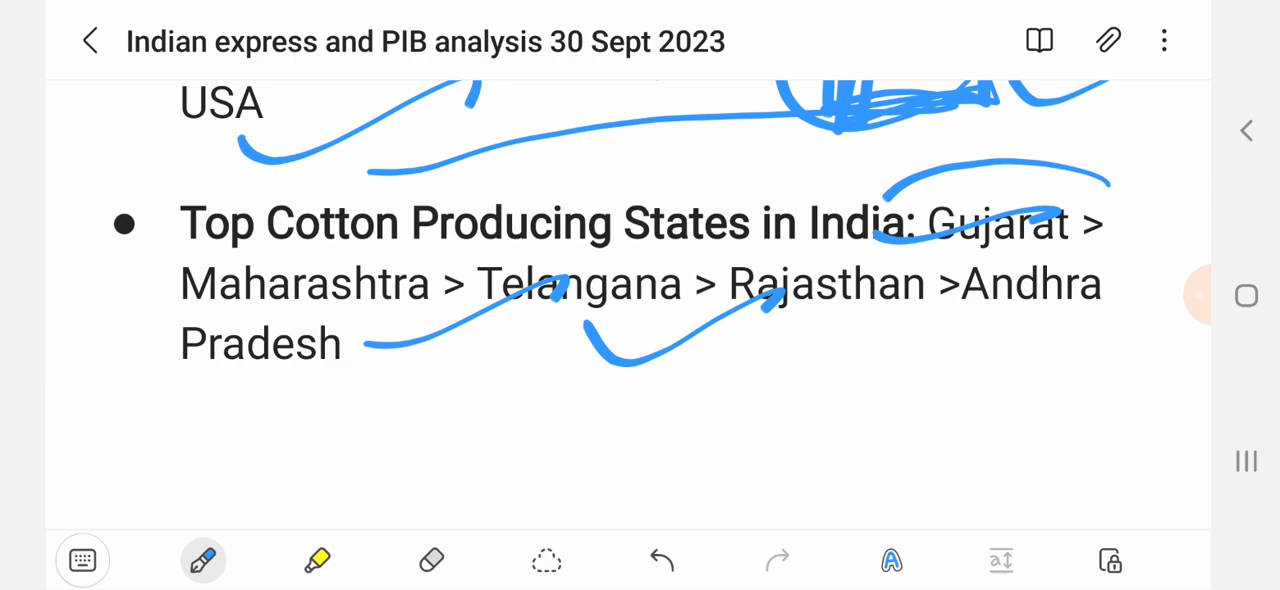 Indian express and PIB analysis 30 Sept 2023
USA
● Top Cotton Producing States in India: Gujarat >
Maharashtra > Telangana > Rajasthan >Andhra
Pradesh